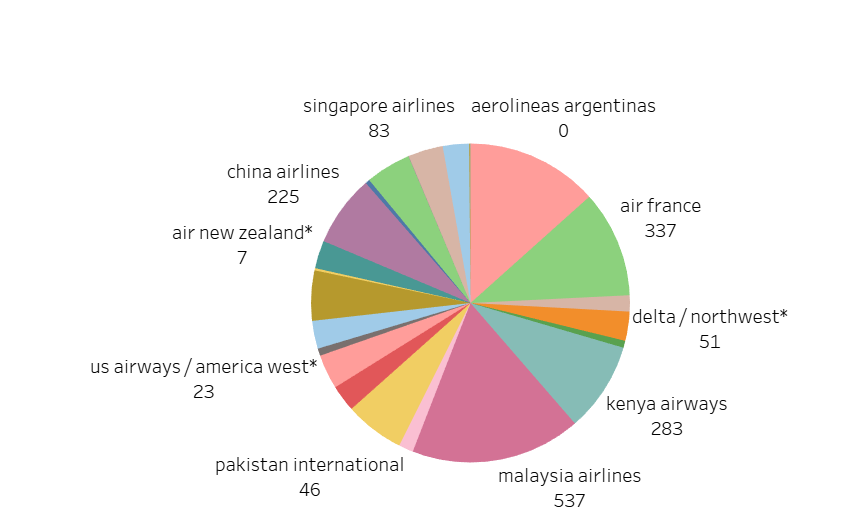 singapore airlines
83
aerolineas argentinas
0
china airlines
225
air france
337
air new zealand*
7
delta / northwest*
51
us airways / america west*
23
kenya airways
283
pakistan international
46
malaysia airlines
537